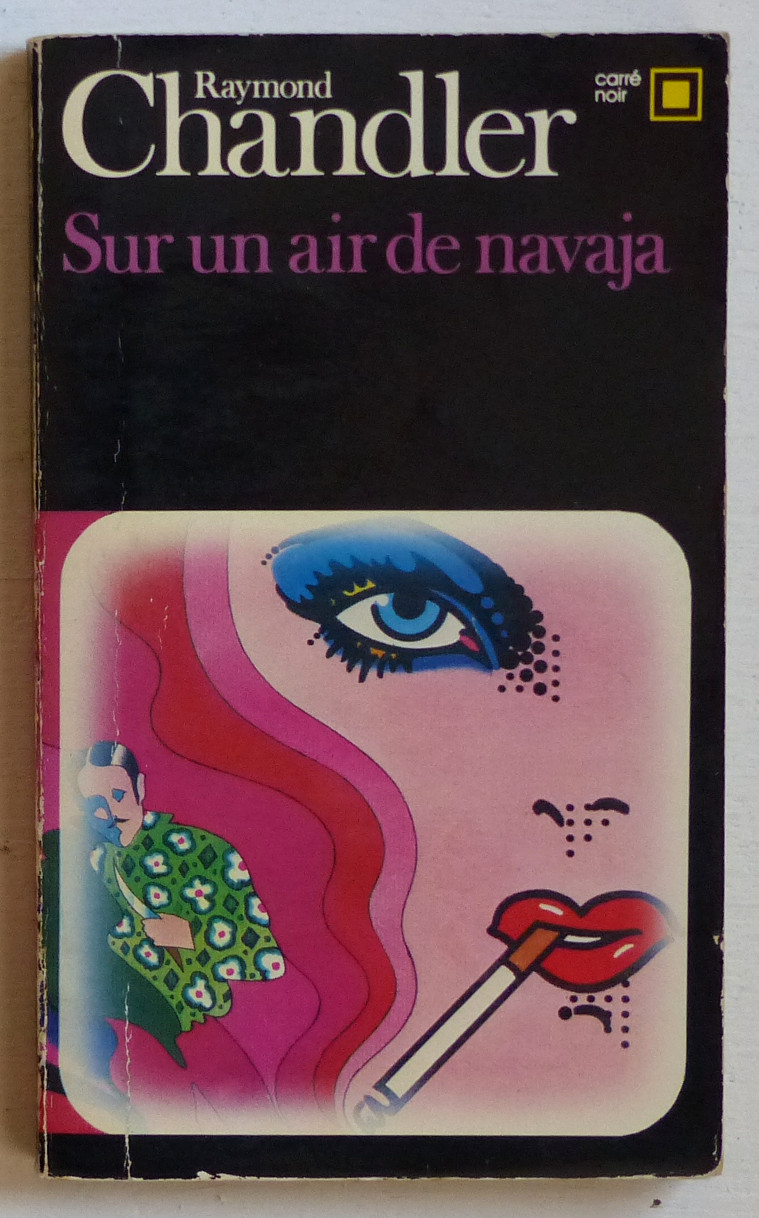 Raymond
Chandler
carré
noir
Sur un air de navaja